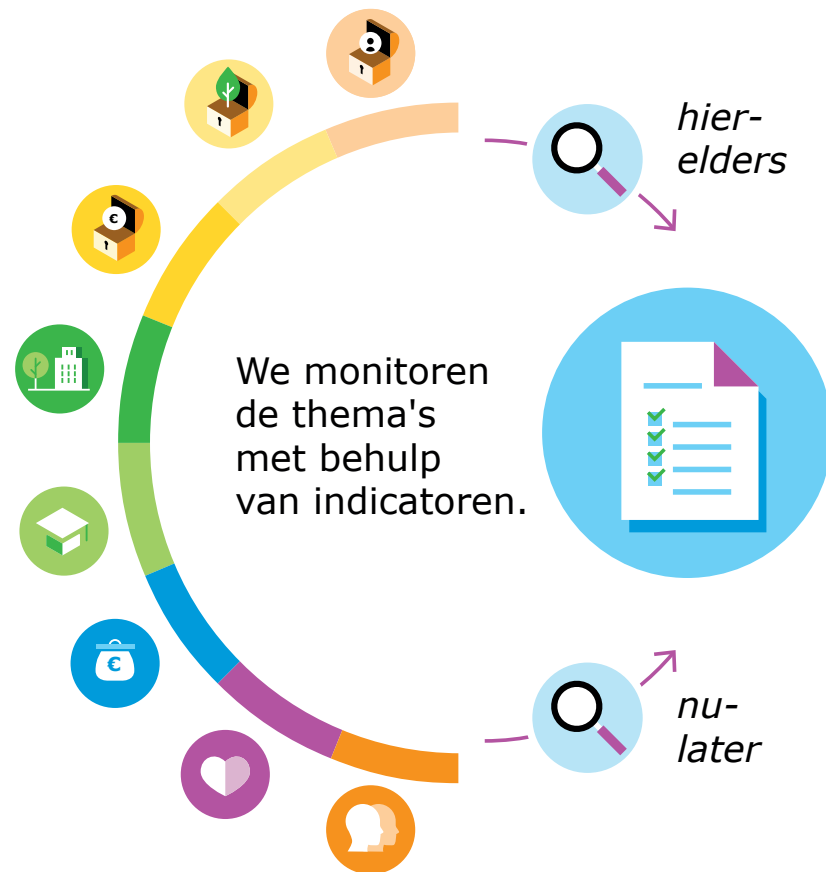 hier-
elders
€
€
We monitoren
de thema's
met behulp
van indicatoren.
nu-
later